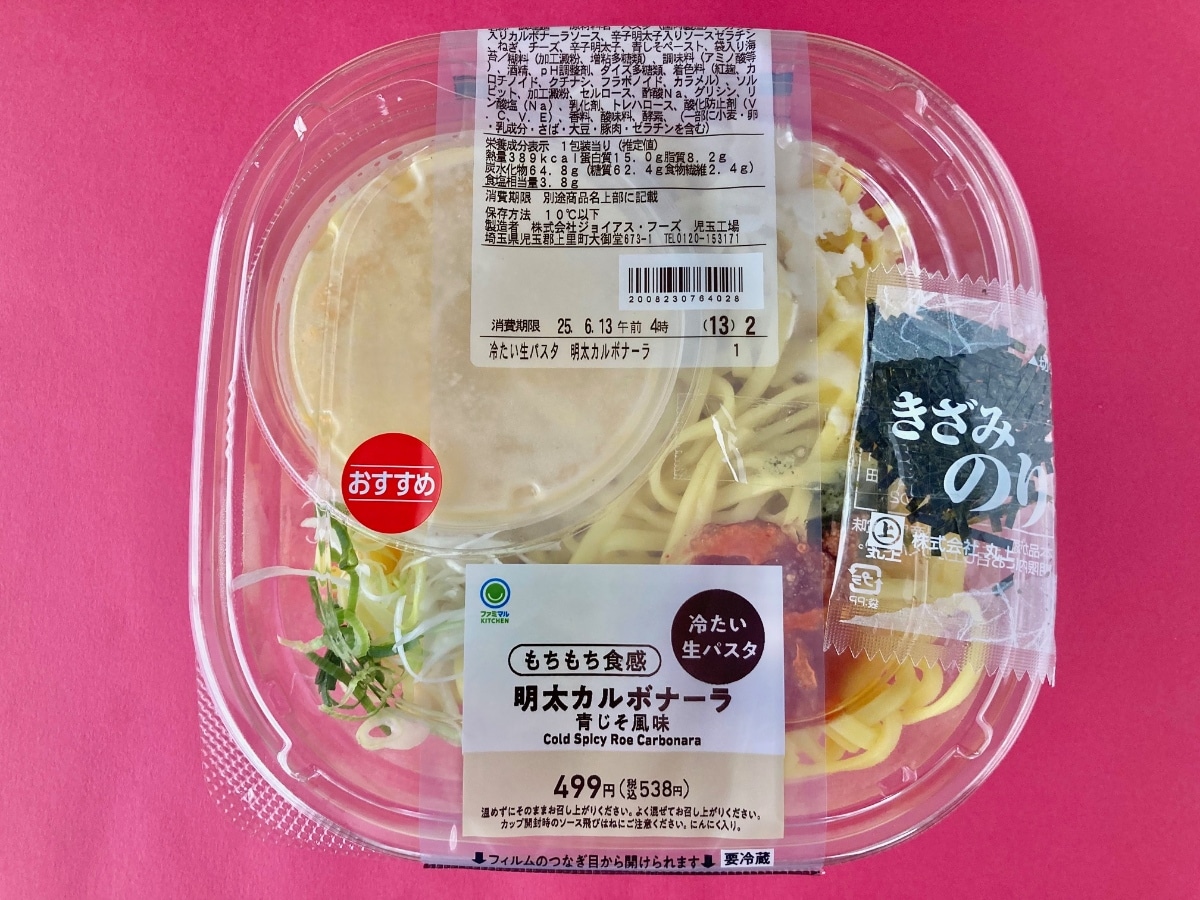 入りカルボナーラソース、辛子明太子入りソースゼラチン
、ねぎ、チーズ、辛子明太子、青しそペースト、袋入り海
苔／糊料（加工澱粉、増粘多糖類）、調味料（アミノ酸等
）、酒精、ｐＨ調整剤、ダイズ多糖類、着色料（紅麹、カ
ロチノイド、クチナシ、フラボノイド、カラメル）、ソル
ビット、加工澱粉、セルロース、酢酸Ｎａ、グリシン、リ
ン酸塩（Ｎａ）、乳化剤、トレハロース、酸化防止剤（Ｖ
．Ｃ、Ｖ．Ｅ）、香料、酸味料、酵素、（一部に小麦・卵
・乳成分・さば・大豆・豚肉・ゼラチンを含む）
栄養成分表示　１包装当り（推定値）
熱量３８９ｋｃａｌ蛋白質１５．０ｇ脂質８．２ｇ
炭水化物６４．８ｇ（糖質６２．４ｇ食物繊維２．４ｇ）
食塩相当量３．８ｇ
消費期限　別途商品名上部に記載
保存方法　１０℃以下
製造者　株式会社ジョイアス・フーズ　児玉工場
埼玉県児玉郡上里町大御堂673-1　TEL0120-153171
2008230764028
消費期限　25. 6.13 午前 4時　（13）2
冷たい生パスタ　明太カルボナーラ　1
きざみ
のり
株式会社 丸上
プラ
袋:PP
おすすめ
ファミマル
KITCHEN
冷たい
生パスタ
もちもち食感
明太カルボナーラ
青じそ風味
Cold Spicy Roe Carbonara
499円（税込538円）
温めずにそのままお召し上がりください。よく混ぜてお召し上がりください。
カップ開封時のソース飛びはねにご注意ください。にんにく入り。
⬇フィルムのつなぎ目から開けられます⬇ 要冷蔵